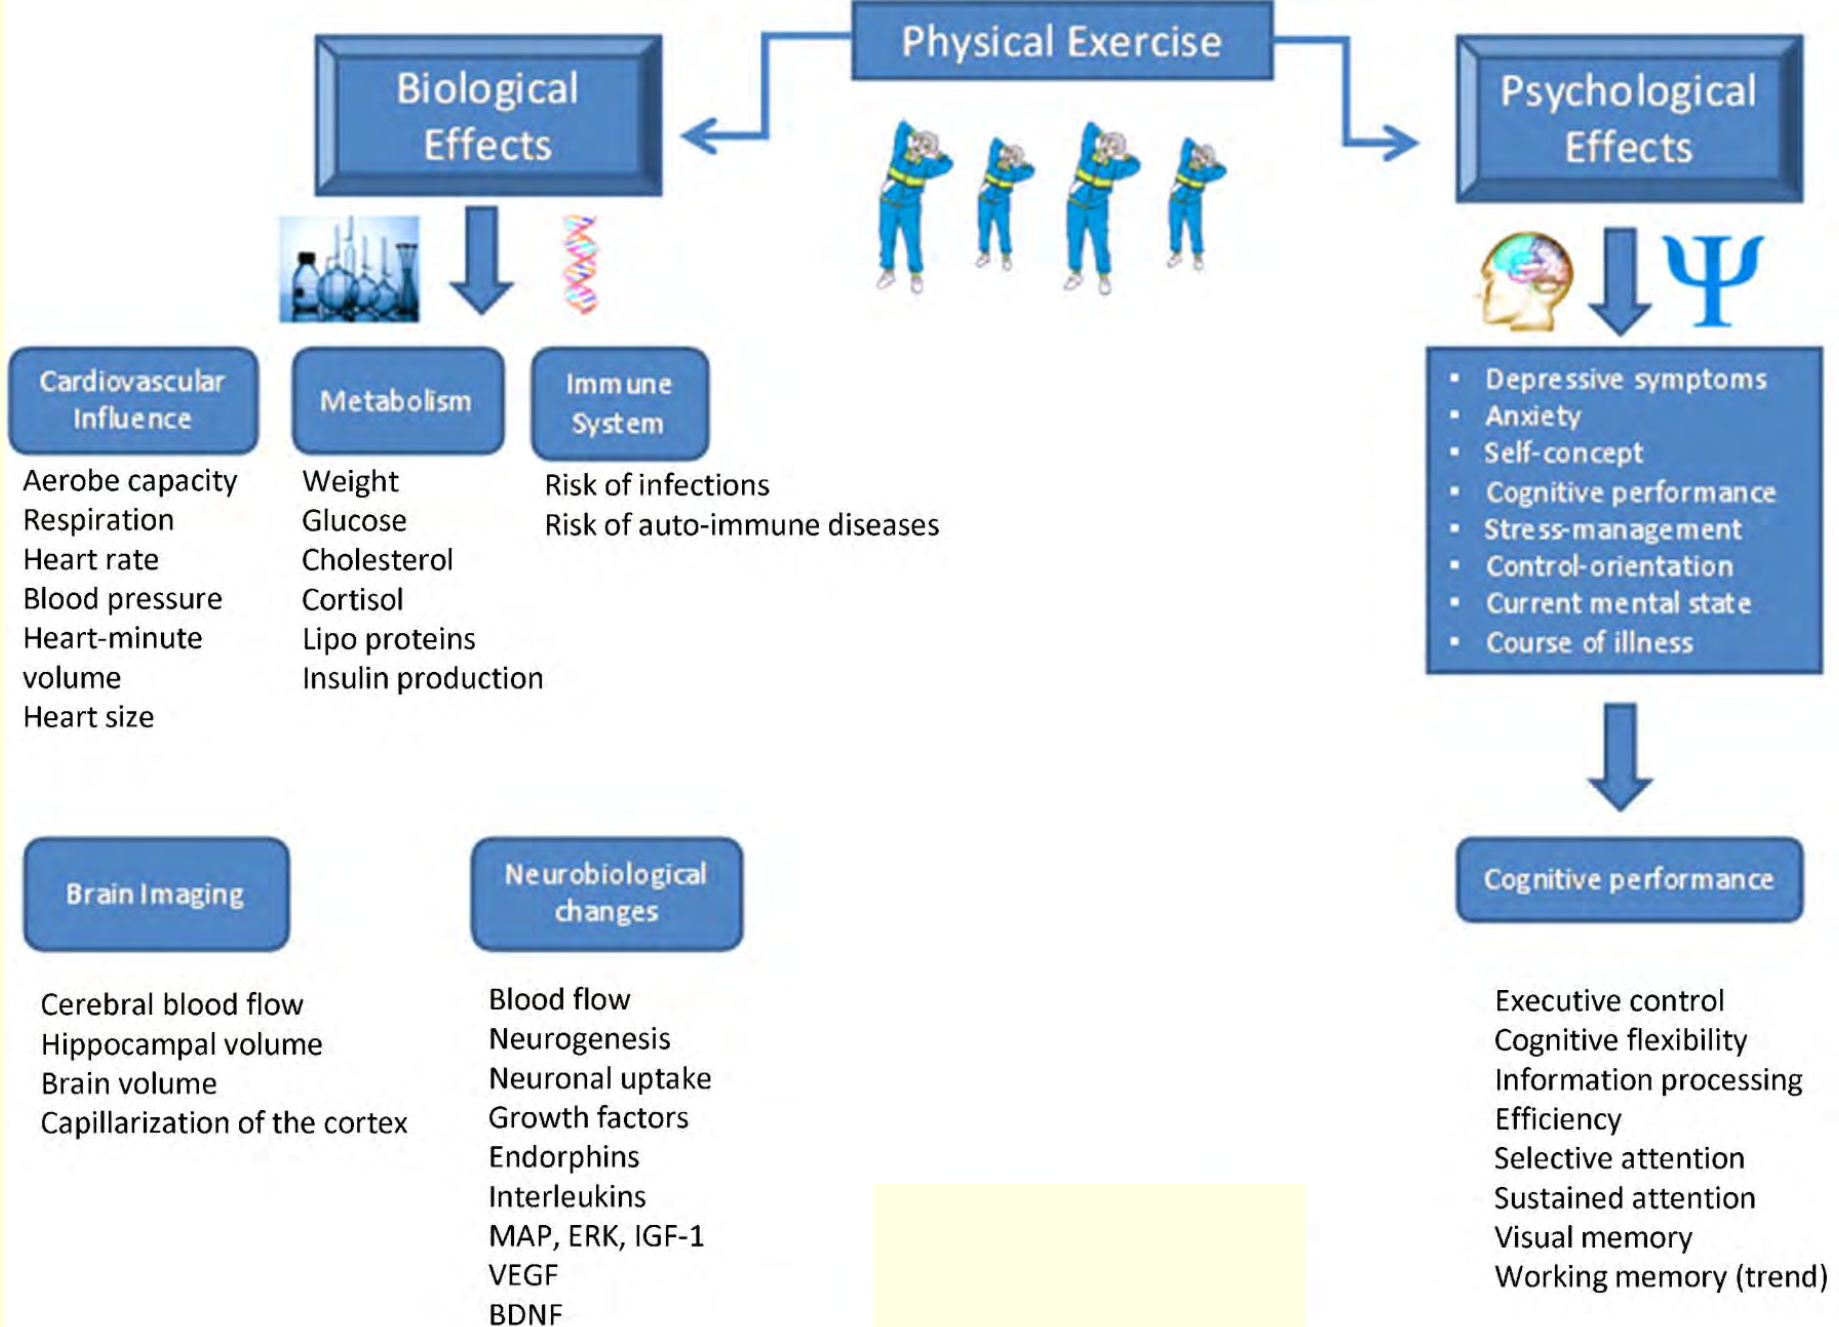 Physical Exercise
Biological
Effects
Psychological
Effects
Cardiovascular
Influence
Aerobe capacity
Respiration
Heart rate
Blood pressure
Heart-minute
volume
Heart size
Metabolism
Weight
Glucose
Cholesterol
Cortisol
Lipo proteins
Insulin production
Immune
System
Risk of infections
Risk of auto-immune diseases
Ψ
▪ Depressive symptoms
▪ Anxiety
▪ Self-concept
▪ Cognitive performance
▪ Stress-management
▪ Control-orientation
▪ Current mental state
▪ Course of illness
Brain Imaging
Cerebral blood flow
Hippocampal volume
Brain volume
Capillarization of the cortex
Neurobiological
changes
Blood flow
Neurogenesis
Neuronal uptake
Growth factors
Endorphins
Interleukins
MAP, ERK, IGF-1
VEGF
BDNF
Cognitive performance
Executive control
Cognitive flexibility
Information processing
Efficiency
Selective attention
Sustained attention
Visual memory
Working memory (trend)